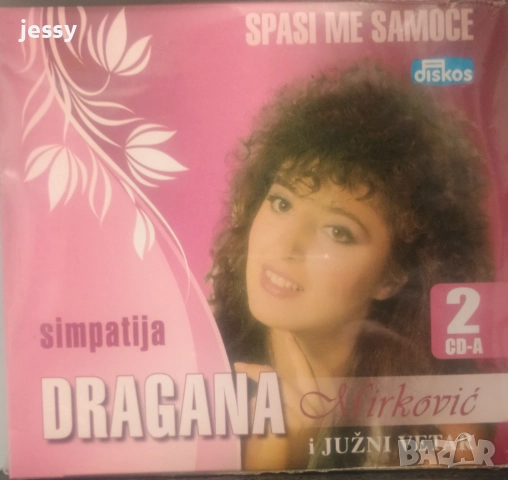 jessy
SPASI ME SAMOĆE
diskos
simpatija
2
CD-A
DRAGANA
Mirković
i JUŽNI VETAR
BAZAR